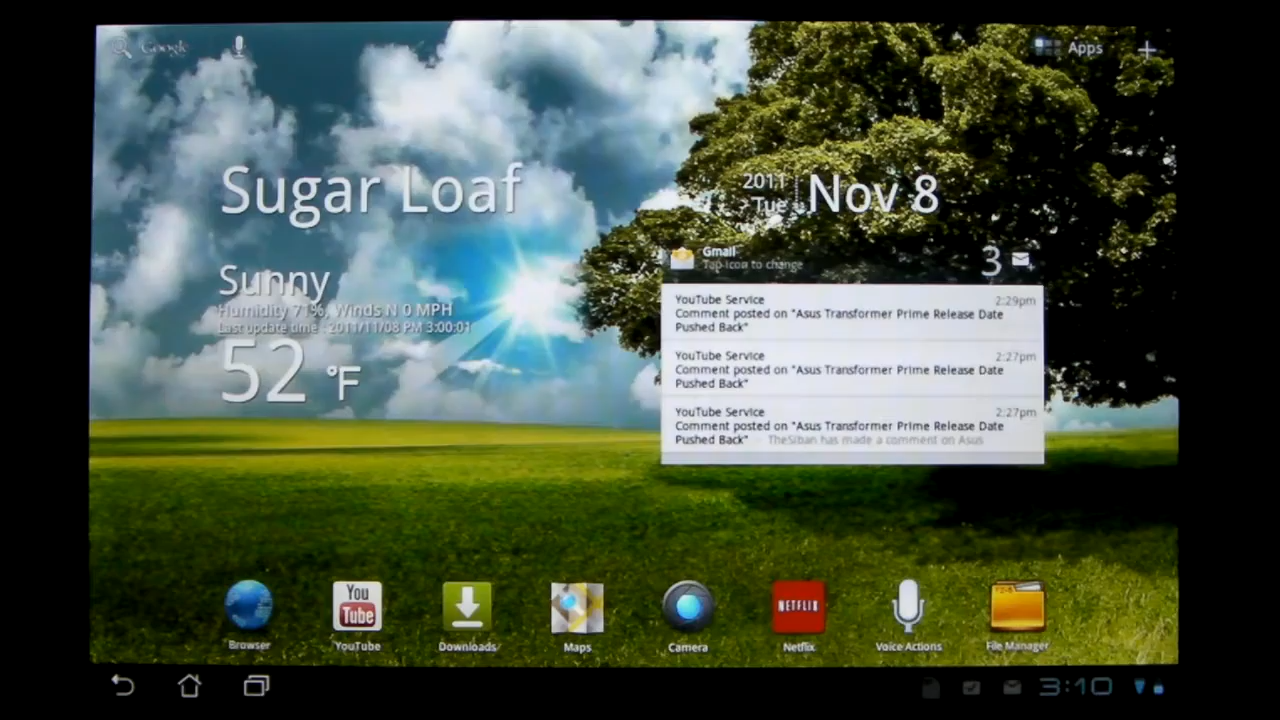 Google
Apps
Sugar Loaf
2011
Tue
Nov 8
Sunny
Humidity 71%, Winds N 0 MPH
Last update time : 2011/11/08 PM 3:00:01
52 °F
Gmail
Tap icon to change
3
YouTube Service 2:29pm
Comment posted on "Asus Transformer Prime Release Date
Pushed Back"
YouTube Service 2:27pm
Comment posted on "Asus Transformer Prime Release Date
Pushed Back"
YouTube Service 2:27pm
Comment posted on "Asus Transformer Prime Release Date
Pushed Back" - TheSiban has made a comment on Asus
You
Tube
NETFLIX
Browser
YouTube
Downloads
Maps
Camera
Netflix
Voice Actions
File Manager
3:10